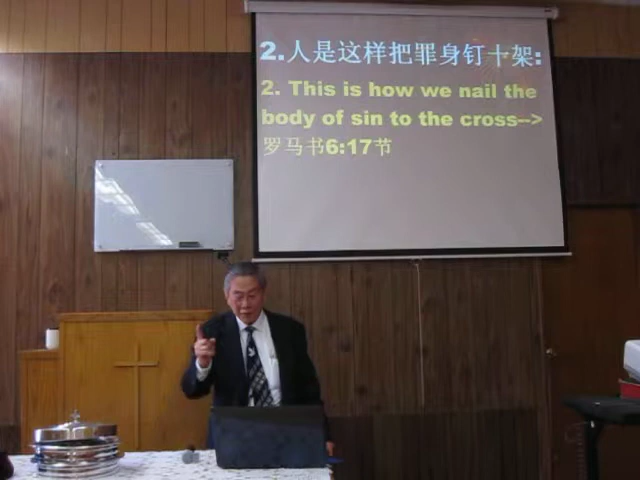 2.人是这样把罪身钉十架:
2. This is how we nail the
body of sin to the cross-->
罗马书6:17节